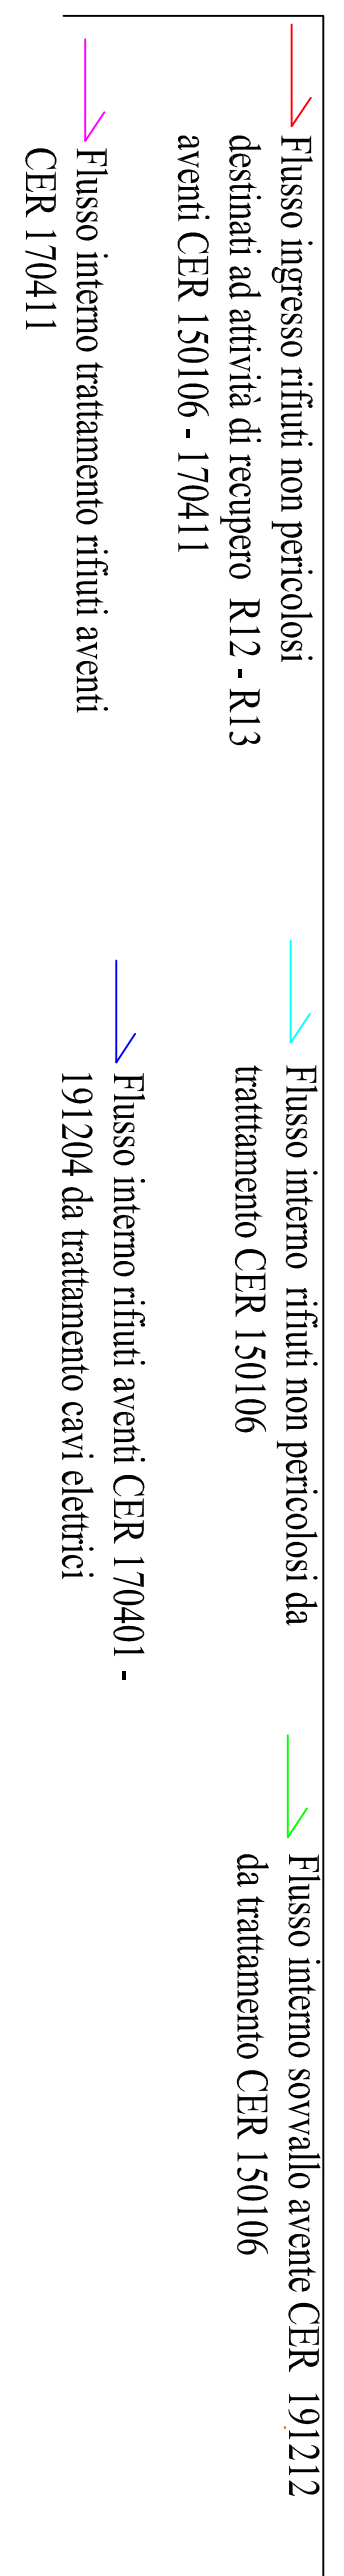 Flusso ingresso rifiuti non pericolosi
destinati ad attività di recupero R12 - R13
aventi CER 150106 - 170411
Flusso interno trattamento rifiuti aventi
CER 170411
Flusso interno rifiuti non pericolosi da
tratttamento CER 150106
Flusso interno rifiuti aventi CER 170401 -
191204 da trattamento cavi elettrici
Flusso interno sovvallo avente CER 191212
da trattamento CER 150106